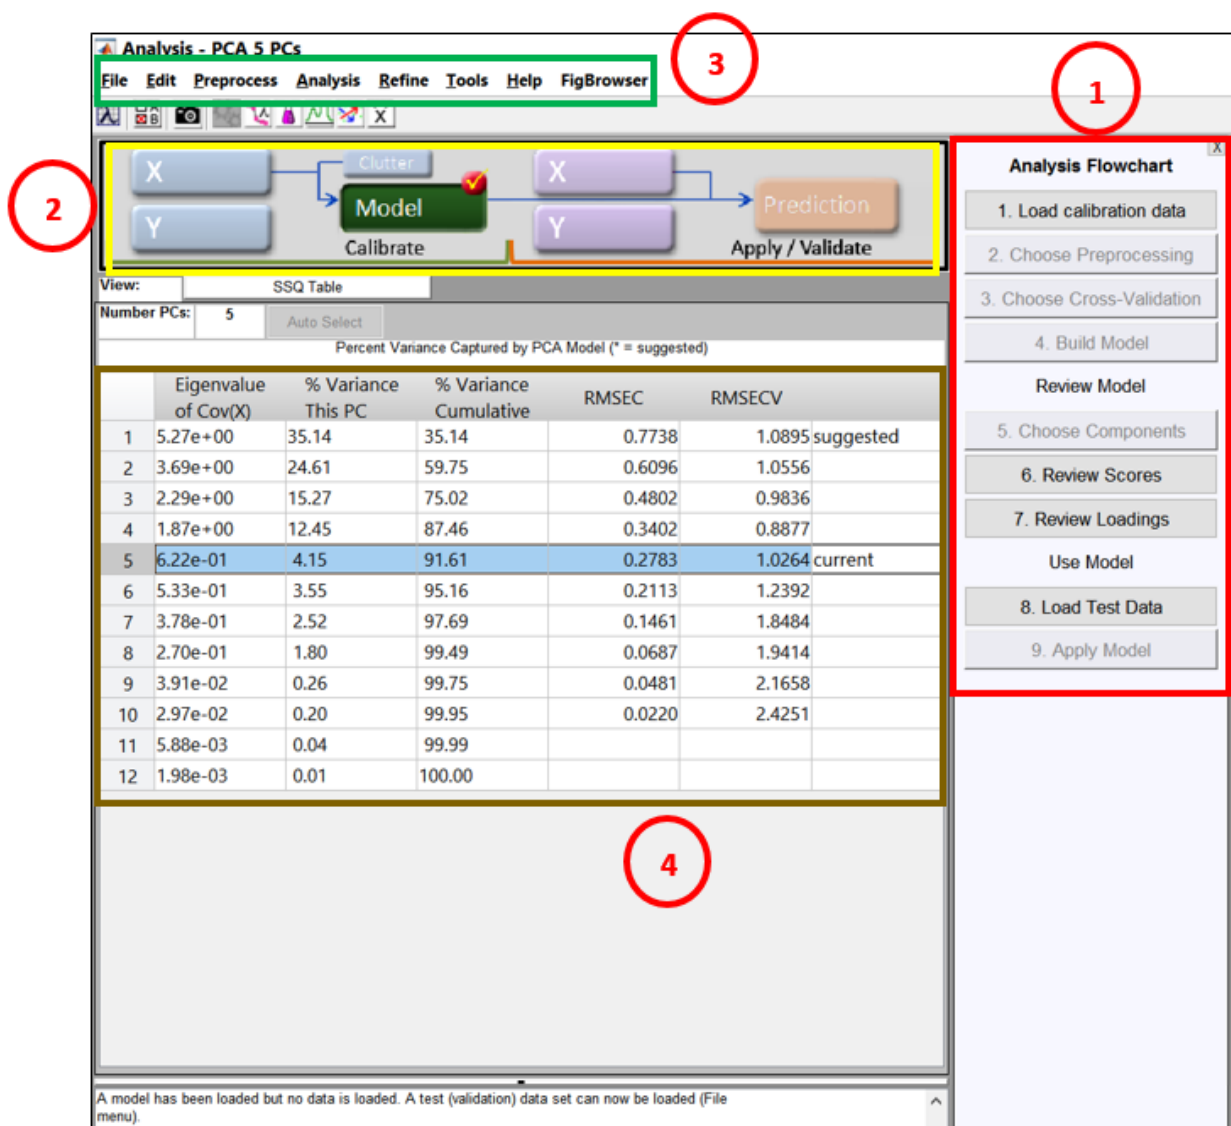 3
1
2
4
Analysis - PCA 5 PCs
File Edit Preprocess Analysis Refine Tools Help FigBrowser
X
X
Clutter
Model
Y
Calibrate
X
Y
Prediction
Apply / Validate
View: SSQ Table
Number PCs: 5 Auto Select
Percent Variance Captured by PCA Model (* = suggested)
Eigenvalue of Cov(X) % Variance This PC % Variance Cumulative RMSEC RMSECV
1 5.27e+00 35.14 35.14 0.7738 1.0895 suggested
2 3.69e+00 24.61 59.75 0.6096 1.0556
3 2.29e+00 15.27 75.02 0.4802 0.9836
4 1.87e+00 12.45 87.46 0.3402 0.8877
5 6.22e-01 4.15 91.61 0.2783 1.0264 current
6 5.33e-01 3.55 95.16 0.2113 1.2392
7 3.78e-01 2.52 97.69 0.1461 1.8484
8 2.70e-01 1.80 99.49 0.0687 1.9414
9 3.91e-02 0.26 99.75 0.0481 2.1658
10 2.97e-02 0.20 99.95 0.0220 2.4251
11 5.88e-03 0.04 99.99
12 1.98e-03 0.01 100.00
A model has been loaded but no data is loaded. A test (validation) data set can now be loaded (File
menu).
X
Analysis Flowchart
1. Load calibration data
2. Choose Preprocessing
3. Choose Cross-Validation
4. Build Model
Review Model
5. Choose Components
6. Review Scores
7. Review Loadings
Use Model
8. Load Test Data
9. Apply Model